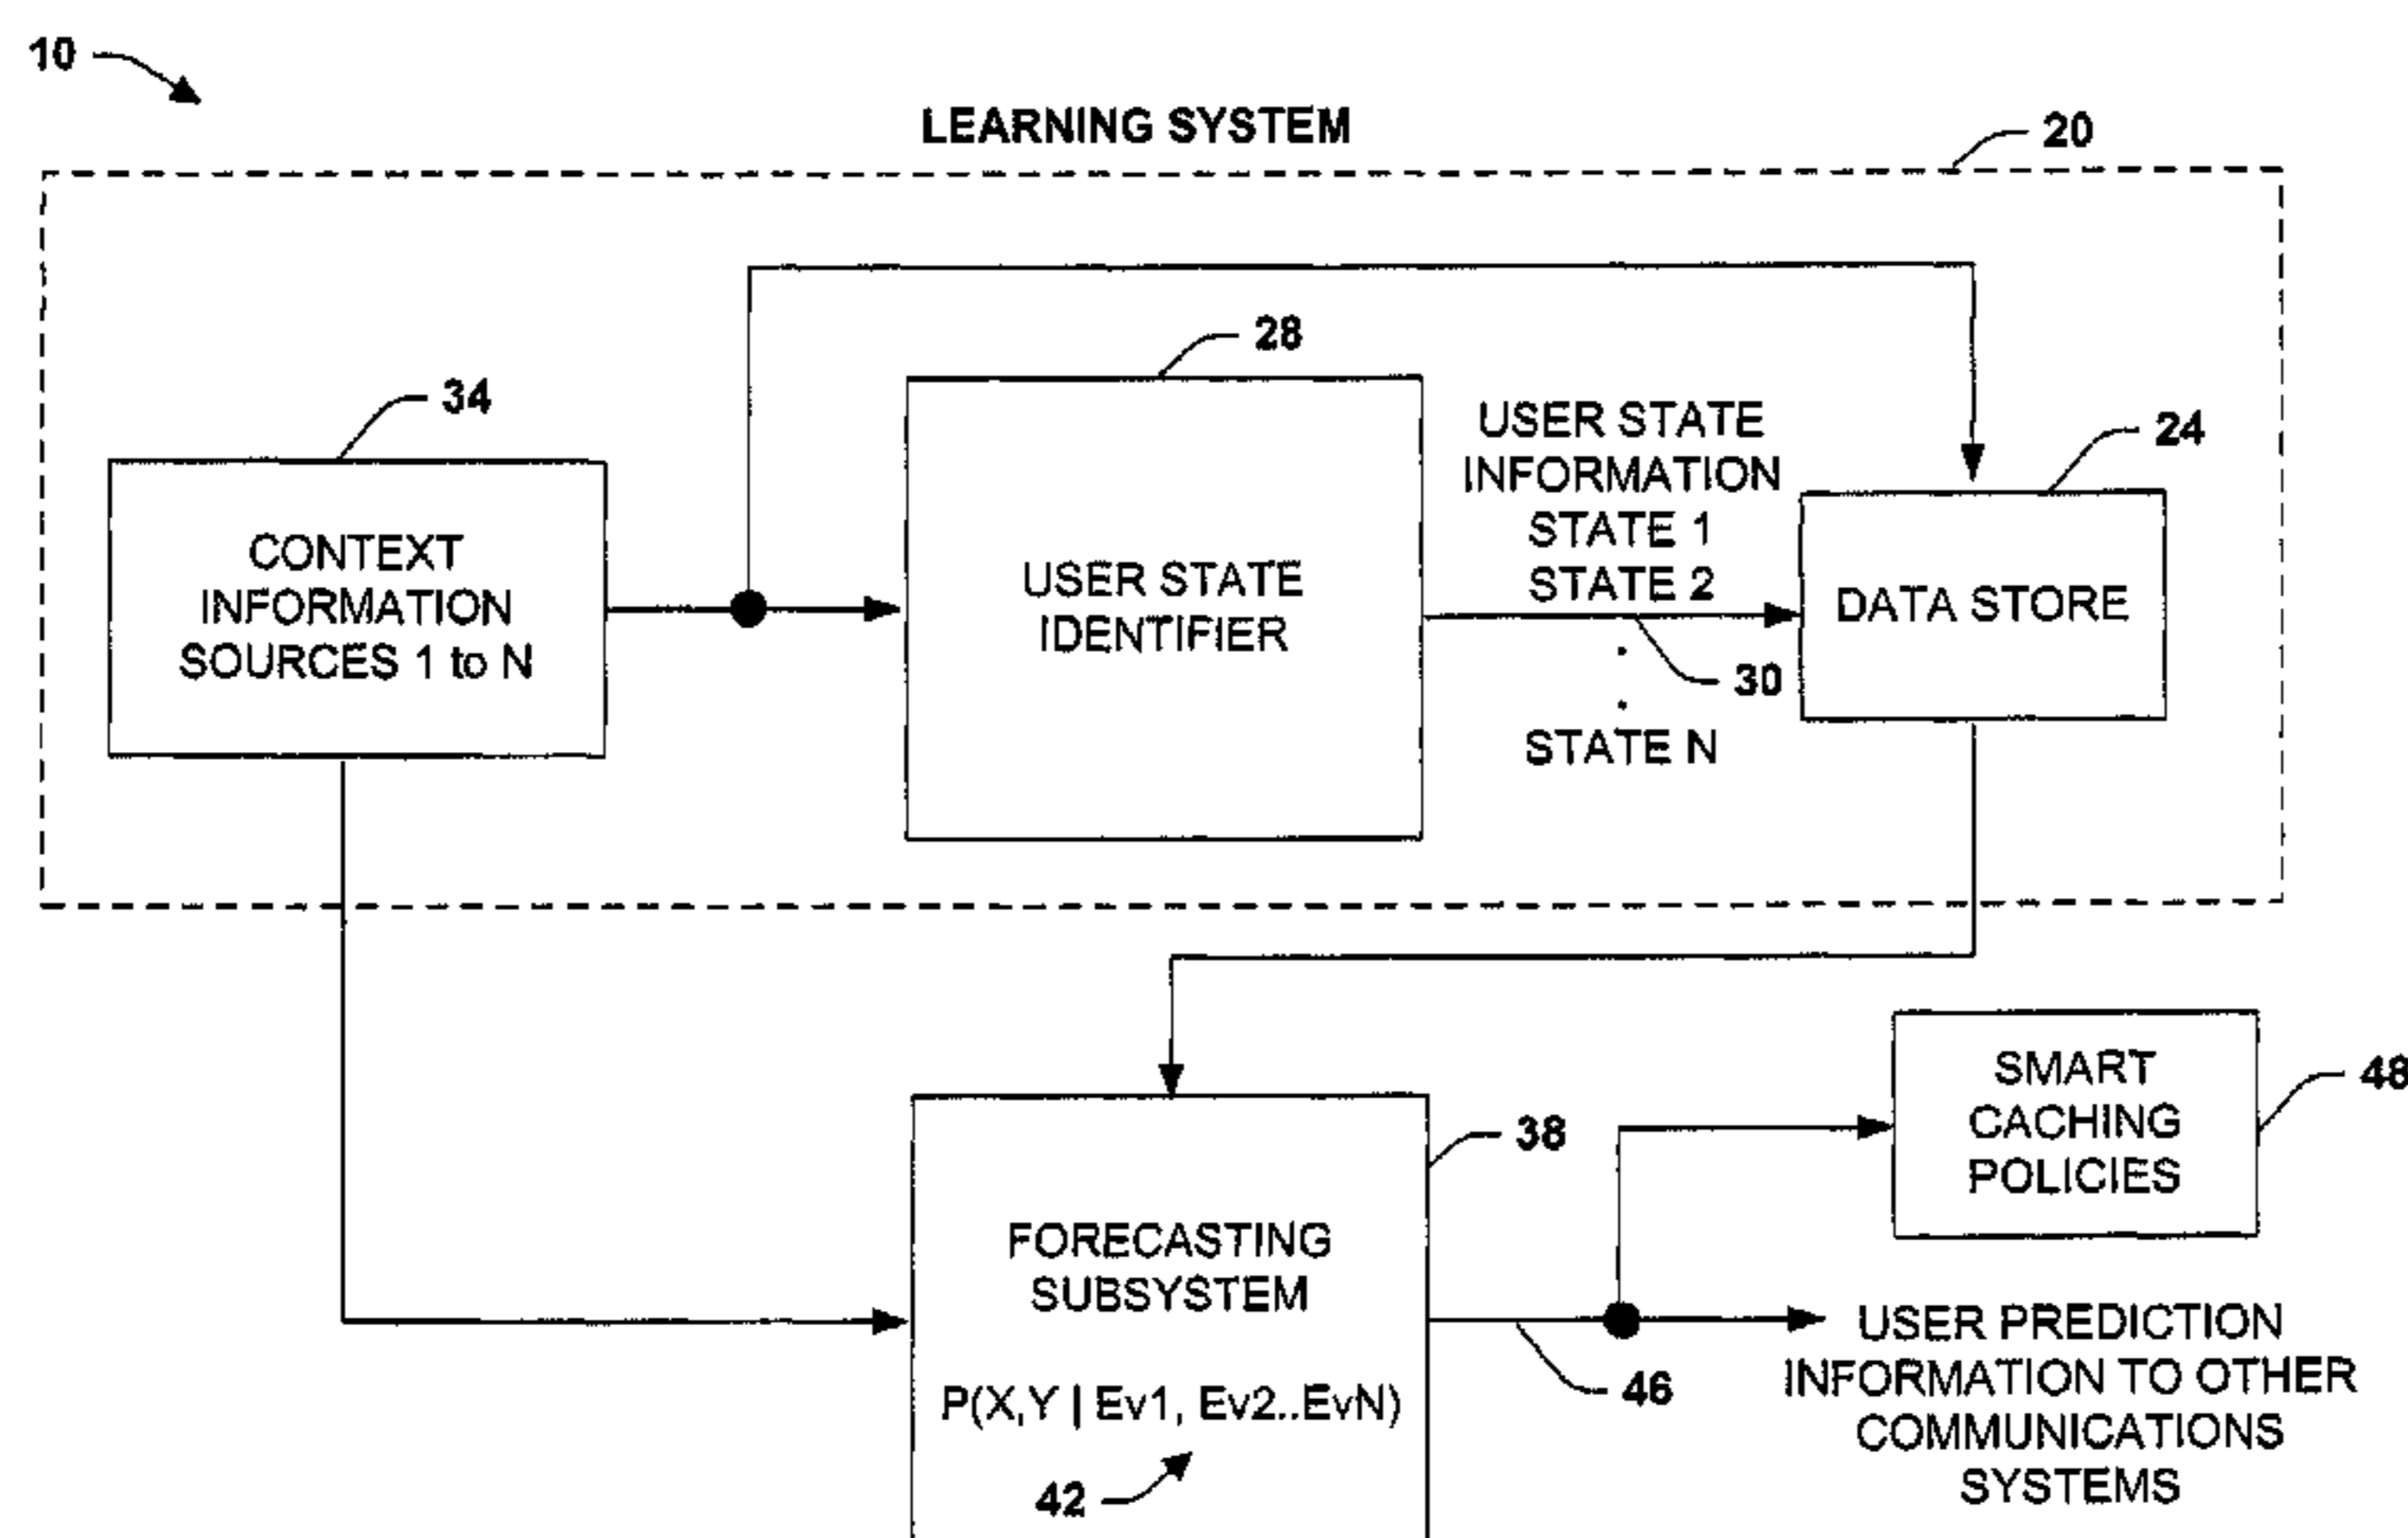 10
LEARNING SYSTEM
20
28
34
USER STATE
INFORMATION
STATE 1
STATE 2
24
CONTEXT
INFORMATION
SOURCES 1 to N
USER STATE
IDENTIFIER
DATA STORE
.
30
.
STATE N
SMART
CACHING
POLICIES
48
38
FORECASTING
SUBSYSTEM
P(X,Y | Ev1, Ev2..EvN)
42
46
USER PREDICTION
INFORMATION TO OTHER
COMMUNICATIONS
SYSTEMS